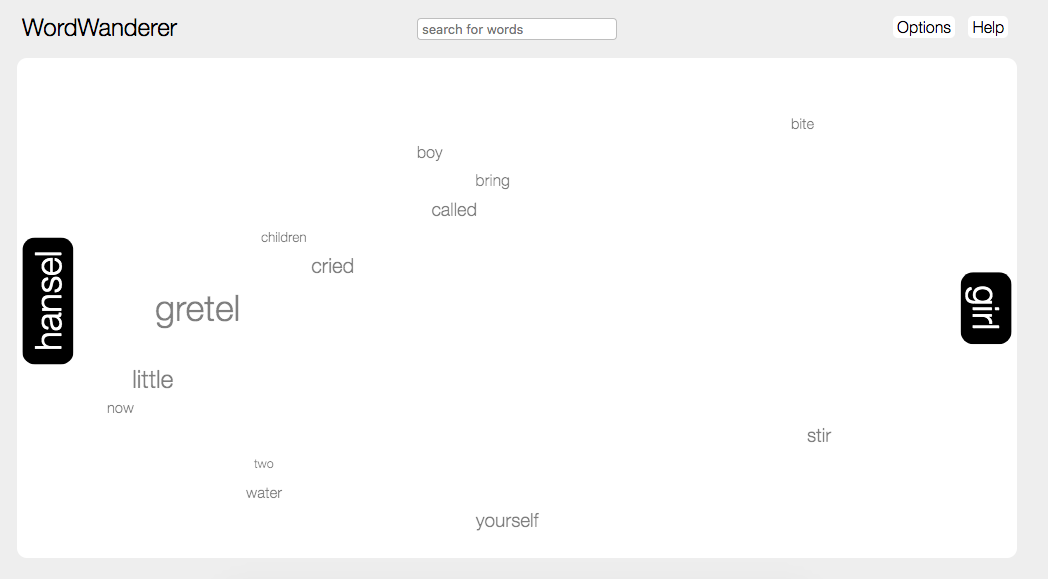 WordWanderer
search for words
Options
Help
bite
boy
bring
called
children
cried
hansel
girl
gretel
little
now
stir
two
water
yourself